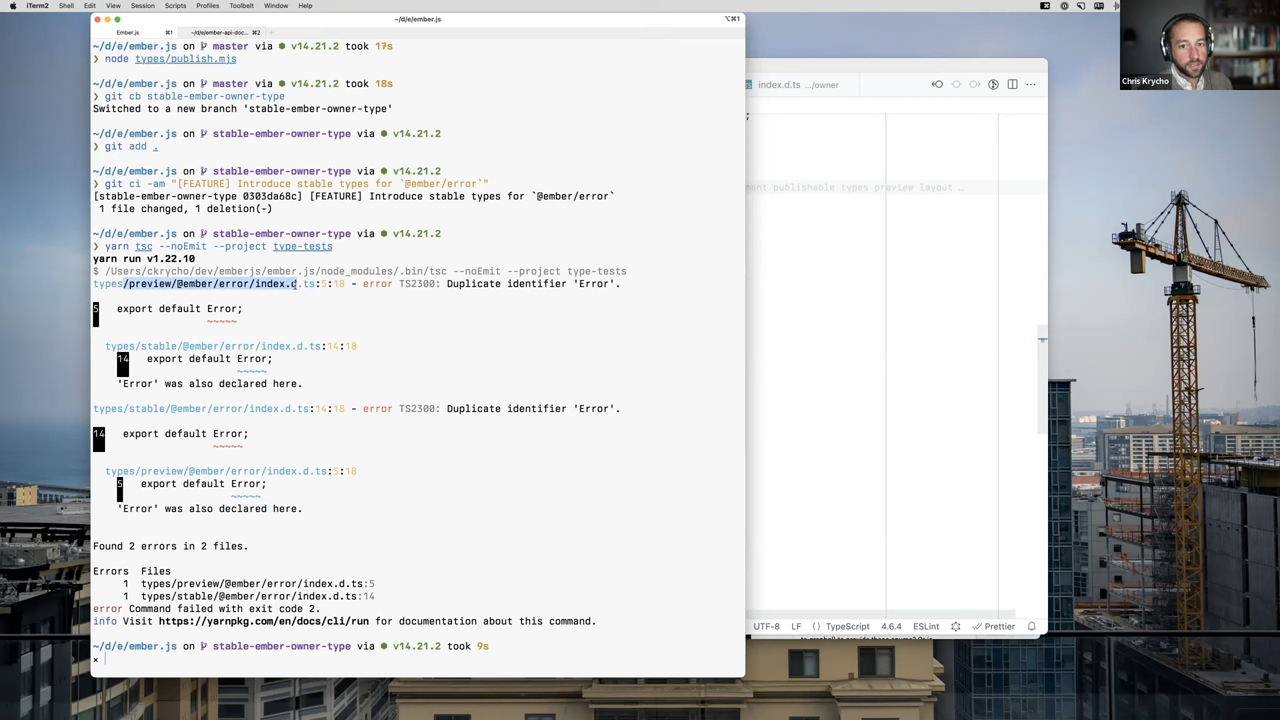 iTerm2 Shell Edit View Session Scripts Profiles Toolbelt Window Help
~/d/e/ember.js
⌥⌘1
Ember.js ⌘1 ~/d/e/ember-api-doc... ⌘2
~/d/e/ember.js on master via ⬢ v14.21.2 took 17s
❯ node types/publish.mjs
~/d/e/ember.js on master via ⬢ v14.21.2 took 18s
❯ git cb stable-ember-owner-type
Switched to a new branch 'stable-ember-owner-type'
~/d/e/ember.js on stable-ember-owner-type via ⬢ v14.21.2
❯ git add .
~/d/e/ember.js on stable-ember-owner-type via ⬢ v14.21.2
❯ git ci -am "[FEATURE] Introduce stable types for `@ember/error`"
[stable-ember-owner-type 0303da68c] [FEATURE] Introduce stable types for `@ember/error`
1 file changed, 1 deletion(-)
~/d/e/ember.js on stable-ember-owner-type via ⬢ v14.21.2
❯ yarn tsc --noEmit --project type-tests
yarn run v1.22.10
$ /Users/ckrycho/dev/emberjs/ember.js/node_modules/.bin/tsc --noEmit --project type-tests
types/preview/@ember/error/index.d.ts:5:18 - error TS2300: Duplicate identifier 'Error'.
5 export default Error;
~~~~~
types/stable/@ember/error/index.d.ts:14:18
14 export default Error;
~~~~~
'Error' was also declared here.
types/stable/@ember/error/index.d.ts:14:18 - error TS2300: Duplicate identifier 'Error'.
14 export default Error;
~~~~~
types/preview/@ember/error/index.d.ts:5:18
5 export default Error;
~~~~~
'Error' was also declared here.
Found 2 errors in 2 files.
Errors Files
1 types/preview/@ember/error/index.d.ts:5
1 types/stable/@ember/error/index.d.ts:14
error Command failed with exit code 2.
info Visit https://yarnpkg.com/en/docs/cli/run for documentation about this command.
~/d/e/ember.js on stable-ember-owner-type via ⬢ v14.21.2 took 9s
×
index.d.ts .../owner
;
ment publishable types preview layout …
UTF-8 LF {} TypeScript 4.6.4 ESLint Prettier
Chris Krycho